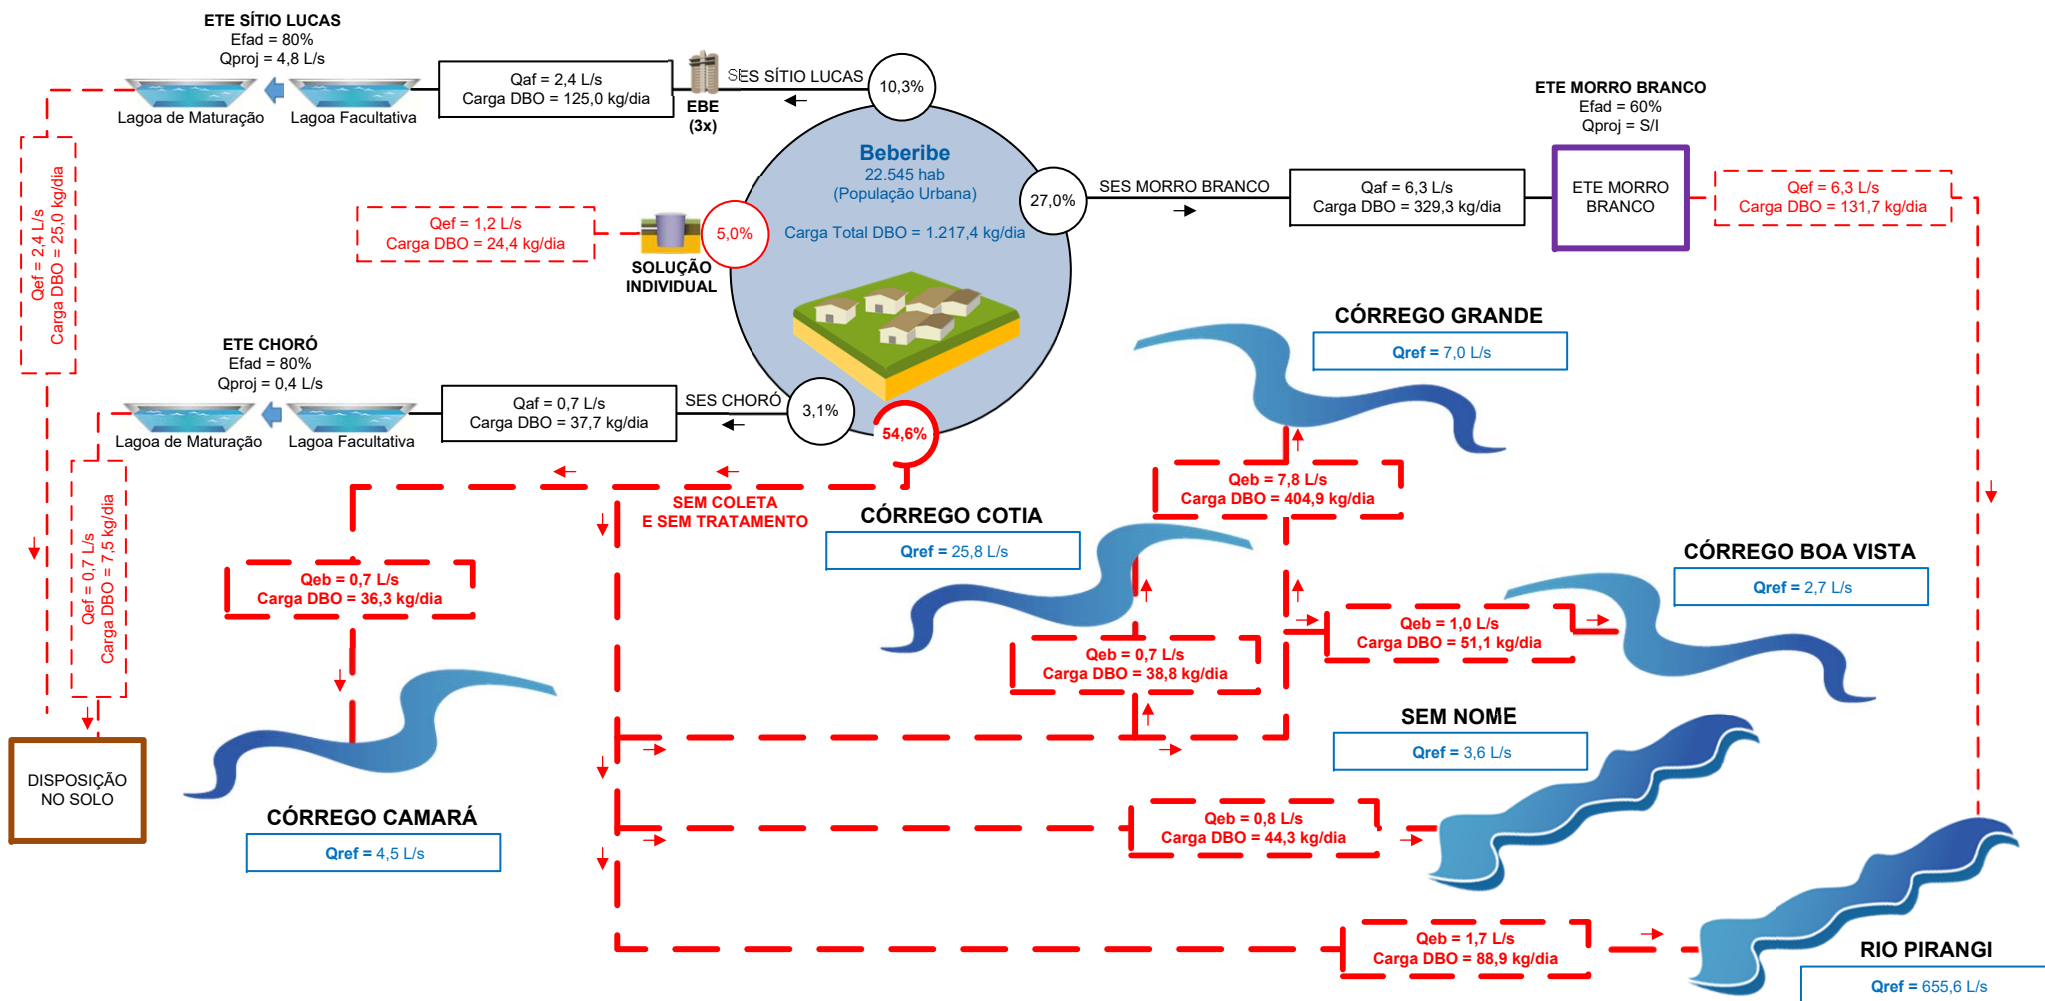 ETE SÍTIO LUCAS
Efad = 80%
Qproj = 4,8 L/s
Lagoa de Maturação
Lagoa Facultativa
Qaf = 2,4 L/s
Carga DBO = 125,0 kg/dia
EBE
(3x)
SES SÍTIO LUCAS
10,3%
Beberibe
22.545 hab
(População Urbana)
Carga Total DBO = 1.217,4 kg/dia
27,0%
SES MORRO BRANCO
Qaf = 6,3 L/s
Carga DBO = 329,3 kg/dia
ETE MORRO BRANCO
Efad = 60%
Qproj = S/I
ETE MORRO
BRANCO
Qef = 6,3 L/s
Carga DBO = 131,7 kg/dia
Qef = 2,4 L/s
Carga DBO = 25,0 kg/dia
Qef = 1,2 L/s
Carga DBO = 24,4 kg/dia
SOLUÇÃO
INDIVIDUAL
5,0%
ETE CHORÓ
Efad = 80%
Qproj = 0,4 L/s
Lagoa de Maturação
Lagoa Facultativa
Qaf = 0,7 L/s
Carga DBO = 37,7 kg/dia
SES CHORÓ
3,1%
54,6%
Qef = 0,7 L/s
Carga DBO = 7,5 kg/dia
DISPOSIÇÃO
NO SOLO
SEM COLETA
E SEM TRATAMENTO
Qeb = 0,7 L/s
Carga DBO = 36,3 kg/dia
CÓRREGO CAMARÁ
Qref = 4,5 L/s
CÓRREGO COTIA
Qref = 25,8 L/s
Qeb = 0,7 L/s
Carga DBO = 38,8 kg/dia
CÓRREGO GRANDE
Qref = 7,0 L/s
Qeb = 7,8 L/s
Carga DBO = 404,9 kg/dia
CÓRREGO BOA VISTA
Qref = 2,7 L/s
Qeb = 1,0 L/s
Carga DBO = 51,1 kg/dia
SEM NOME
Qref = 3,6 L/s
Qeb = 0,8 L/s
Carga DBO = 44,3 kg/dia
Qeb = 1,7 L/s
Carga DBO = 88,9 kg/dia
RIO PIRANGI
Qref = 655,6 L/s